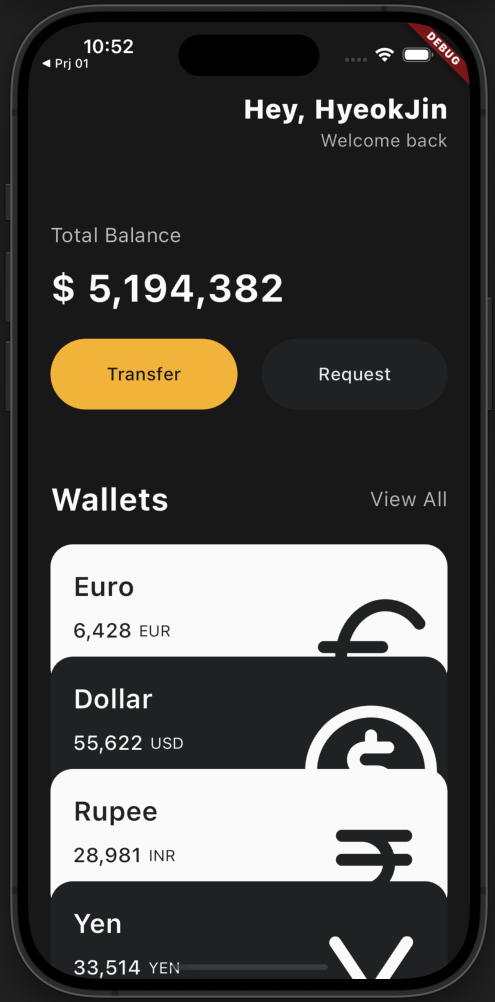 10:52
◀ Prj 01
DEBUG
Hey, HyeokJin
Welcome back
Total Balance
$ 5,194,382
Transfer
Request
Wallets
View All
Euro
6,428 EUR
Dollar
55,622 USD
$
Rupee
28,981 INR
₹
Yen
33,514 YEN